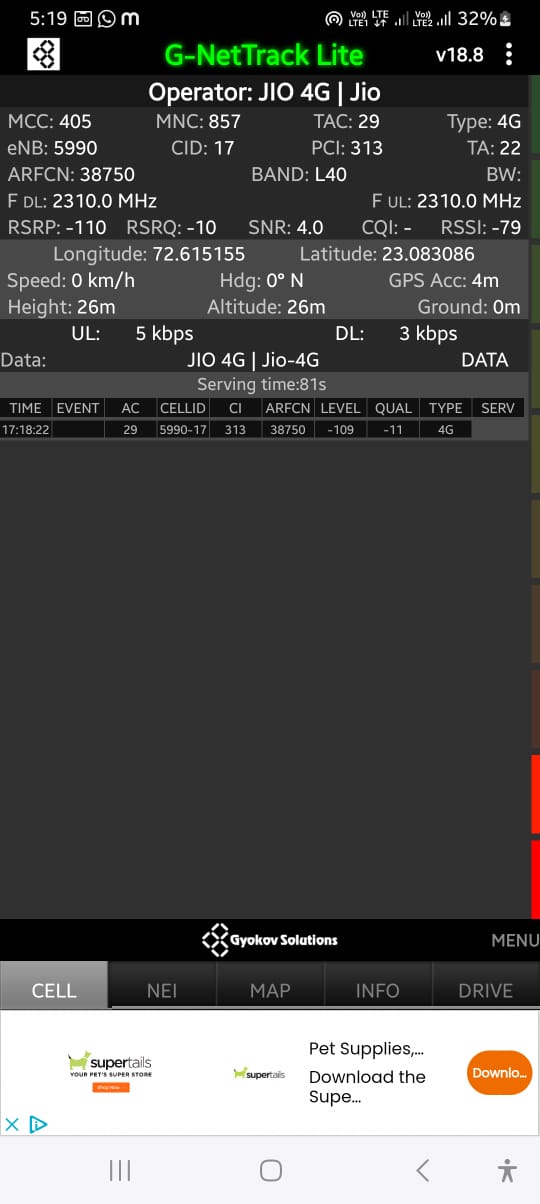 5:19 Vo)) LTE1 LTE Vo)) LTE2 32%
G-NetTrack Lite v18.8
Operator: JIO 4G | Jio
MCC: 405 MNC: 857 TAC: 29 Type: 4G
eNB: 5990 CID: 17 PCI: 313 TA: 22
ARFCN: 38750 BAND: L40 BW:
F DL: 2310.0 MHz F UL: 2310.0 MHz
RSRP: -110 RSRQ: -10 SNR: 4.0 CQI: - RSSI: -79
Longitude: 72.615155 Latitude: 23.083086
Speed: 0 km/h Hdg: 0° N GPS Acc: 4m
Height: 26m Altitude: 26m Ground: 0m
UL: 5 kbps DL: 3 kbps
Data: JIO 4G | Jio-4G DATA
Serving time:81s
TIME EVENT AC CELLID CI ARFCN LEVEL QUAL TYPE SERV
17:18:22 29 5990-17 313 38750 -109 -11 4G
Gyokov Solutions MENU
CELL NEI MAP INFO DRIVE
supertails
YOUR PET'S SUPER STORE
Shop Now
supertails
Pet Supplies,...
Download the
Supe...
Downlo...